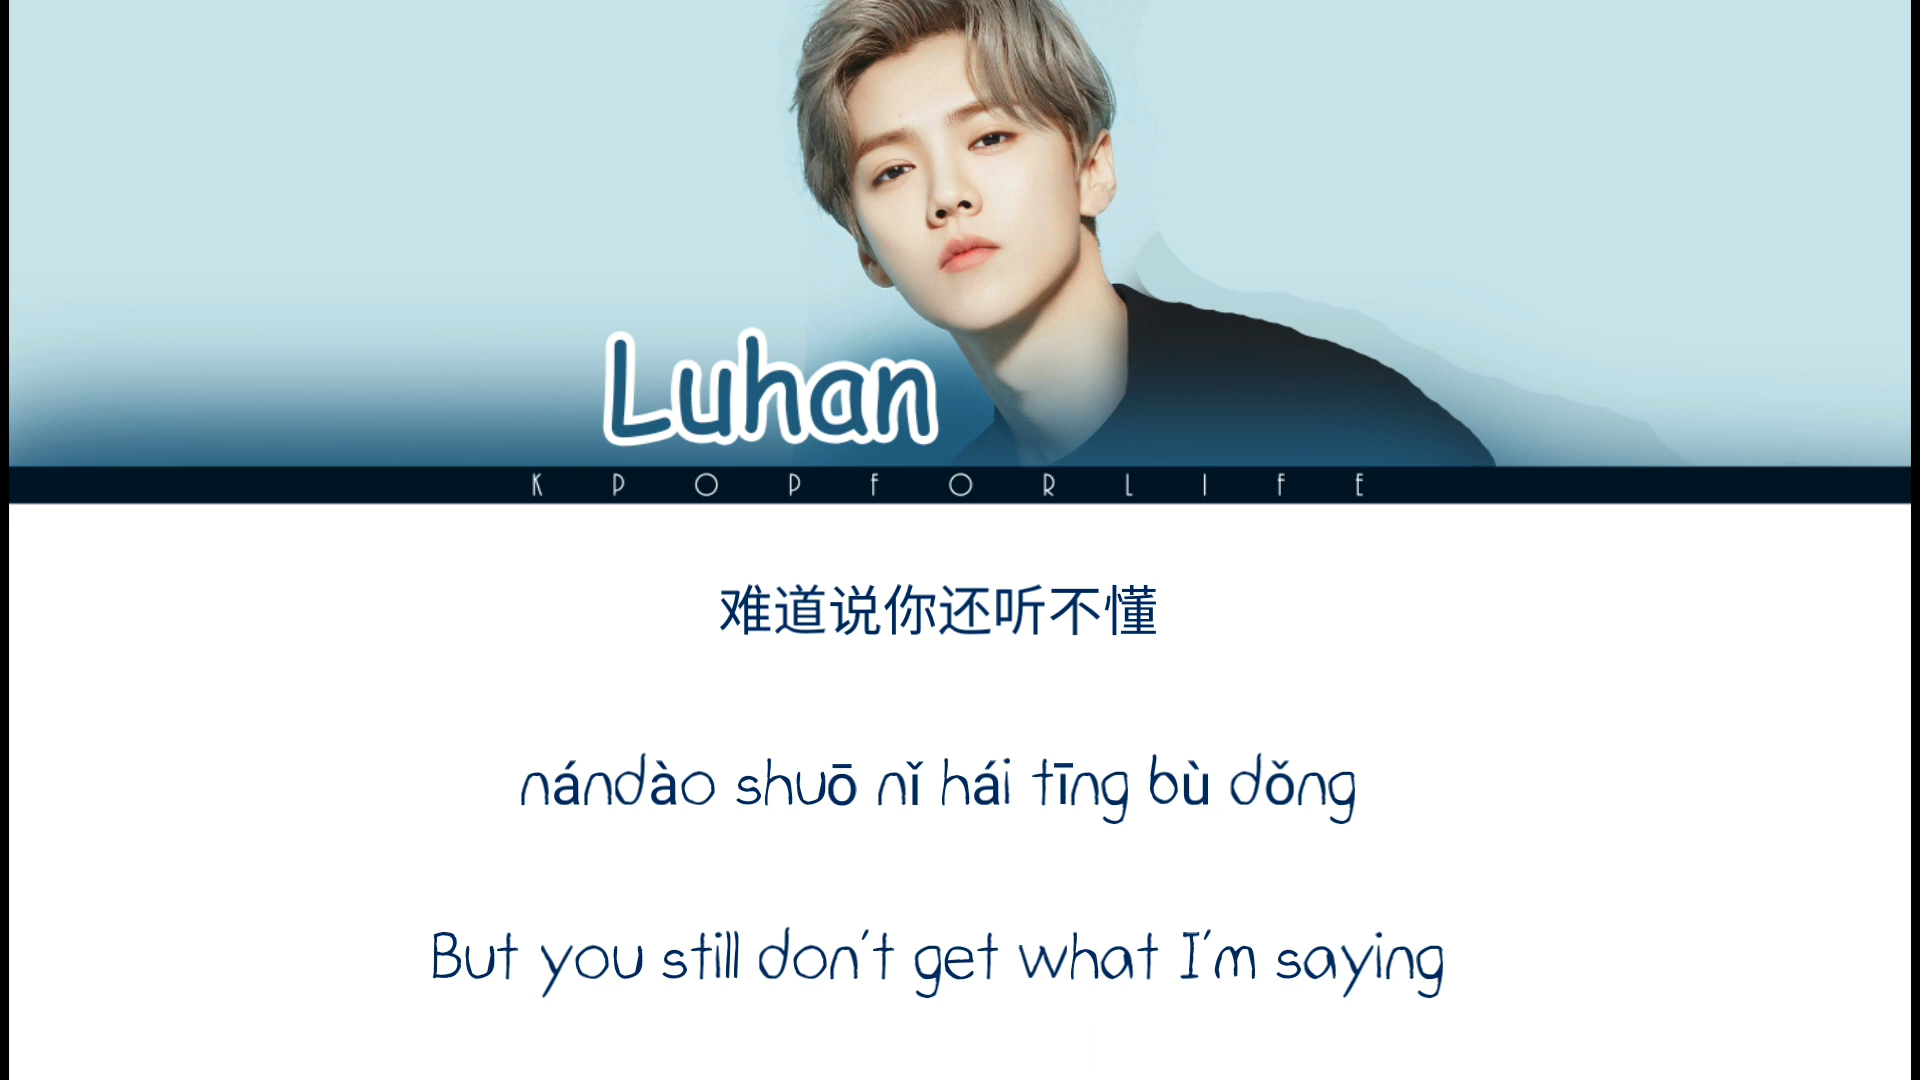 Luhan
KPOPFORLIFE
难道说你还听不懂
nándào shuō nǐ hái tīng bù dǒng
But you still don't get what I'm saying